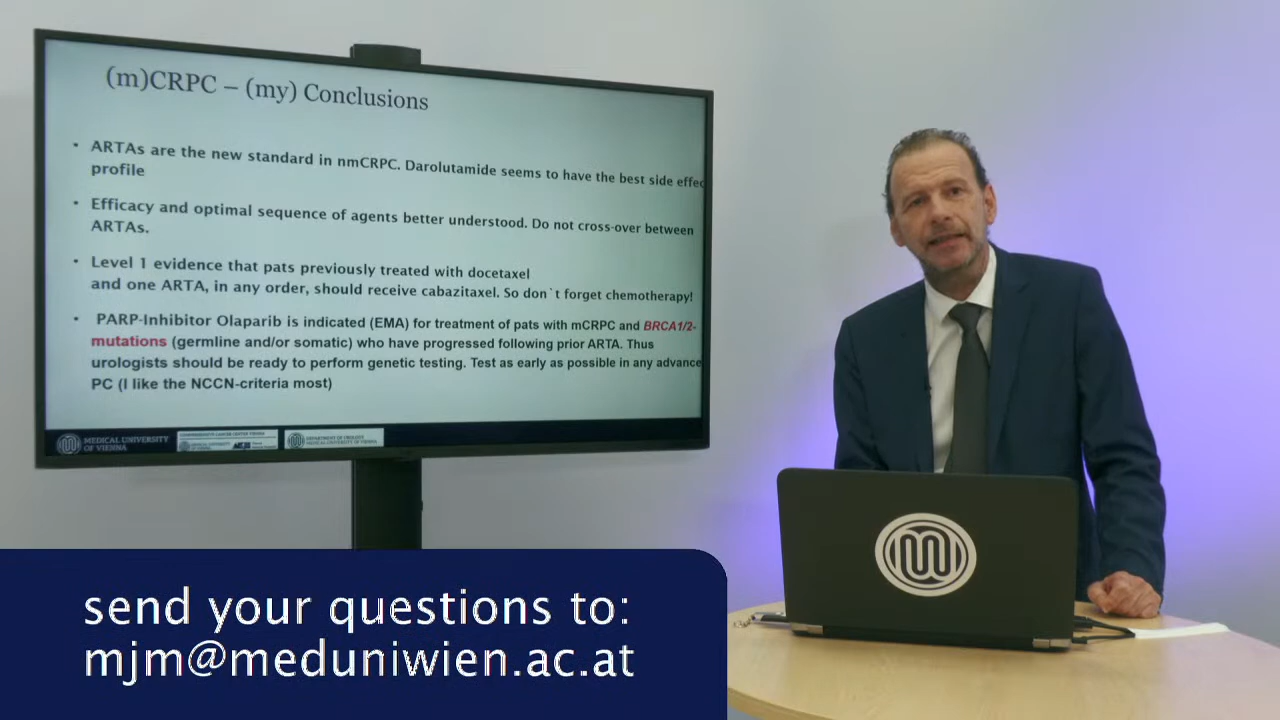 (m)CRPC – (my) Conclusions
• ARTAs are the new standard in nmCRPC. Darolutamide seems to have the best side effec
profile
• Efficacy and optimal sequence of agents better understood. Do not cross-over between
ARTAs.
• Level 1 evidence that pats previously treated with docetaxel
and one ARTA, in any order, should receive cabazitaxel. So don`t forget chemotherapy!
• PARP-Inhibitor Olaparib is indicated (EMA) for treatment of pats with mCRPC and BRCA1/2-
mutations (germline and/or somatic) who have progressed following prior ARTA. Thus
urologists should be ready to perform genetic testing. Test as early as possible in any advance
PC (I like the NCCN-criteria most)
MEDICAL UNIVERSITY
OF VIENNA
COMPREHENSIVE CANCER CENTER VIENNA
DEPARTMENT OF UROLOGY
MEDICAL UNIVERSITY OF VIENNA
send your questions to:
mjm@meduniwien.ac.at